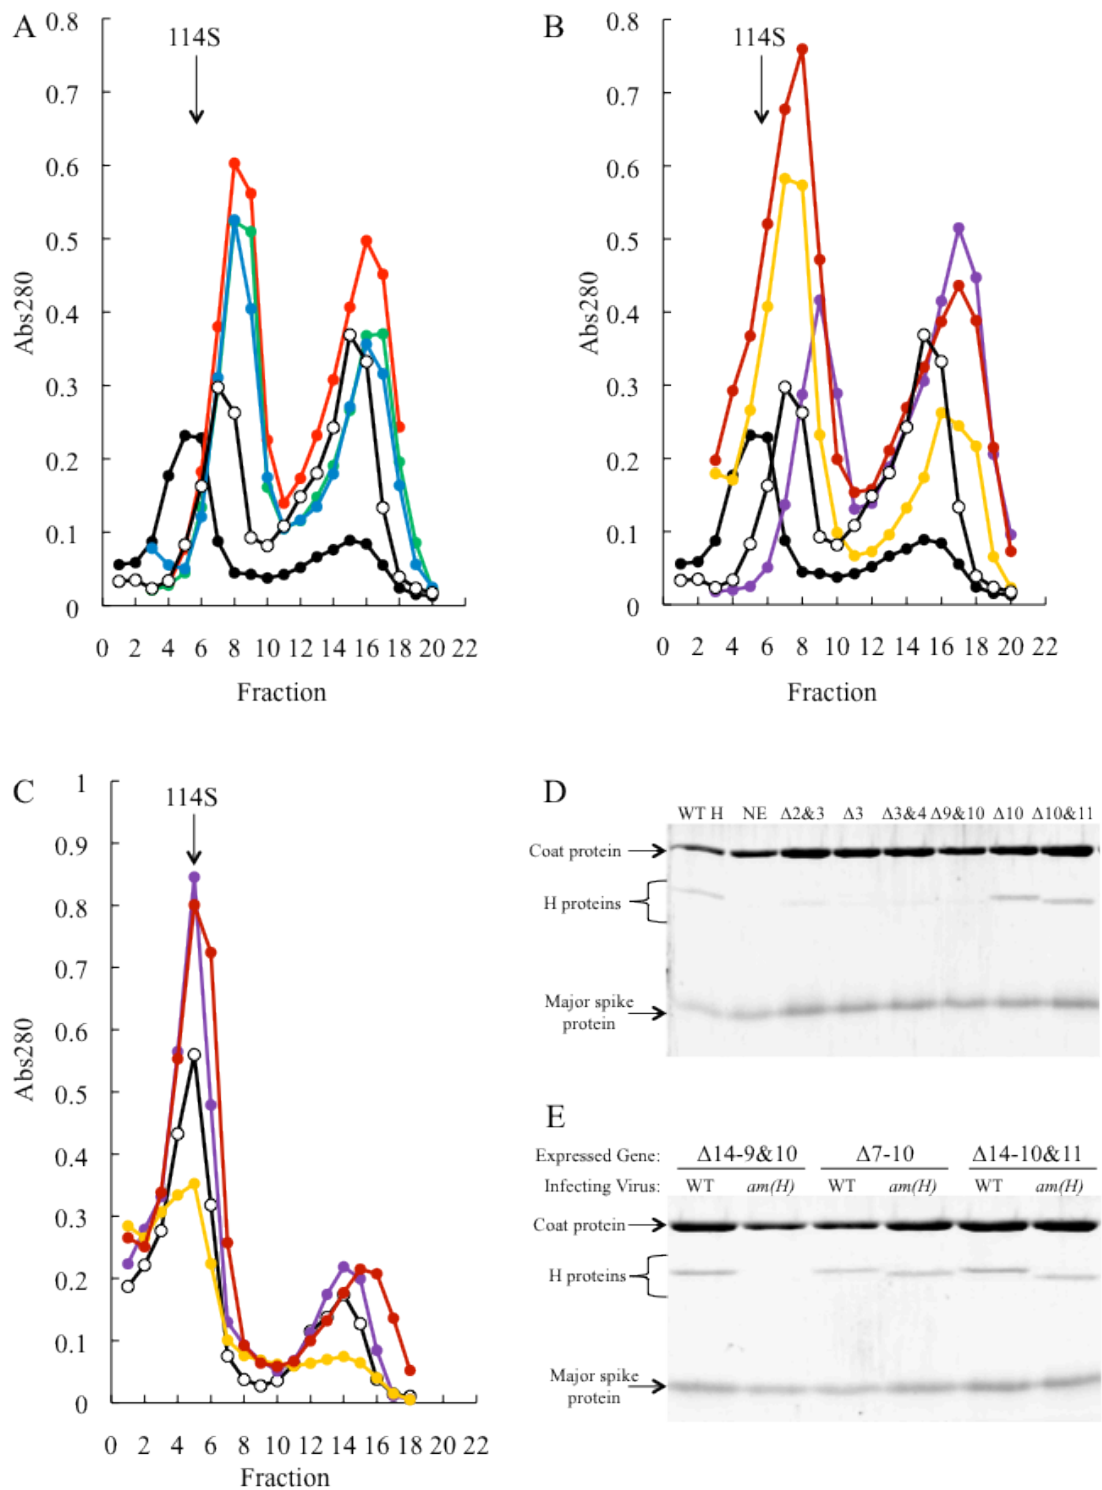 A
114S
0.8
0.7
0.6
0.5
0.4
0.3
0.2
0.1
0
Abs280
0 2 4 6 8 10 12 14 16 18 20 22
Fraction
B
114S
0.8
0.7
0.6
0.5
0.4
0.3
0.2
0.1
0
Abs280
0 2 4 6 8 10 12 14 16 18 20 22
Fraction
C
114S
1
0.9
0.8
0.7
0.6
0.5
0.4
0.3
0.2
0.1
0
Abs280
0 2 4 6 8 10 12 14 16 18 20 22
Fraction
D
WT H NE Δ2&3 Δ3 Δ3&4 Δ9&10 Δ10 Δ10&11
Coat protein
H proteins
Major spike
protein
E
Expressed Gene: Δ14-9&10 Δ7-10 Δ14-10&11
Infecting Virus: WT am(H) WT am(H) WT am(H)
Coat protein
H proteins
Major spike
protein